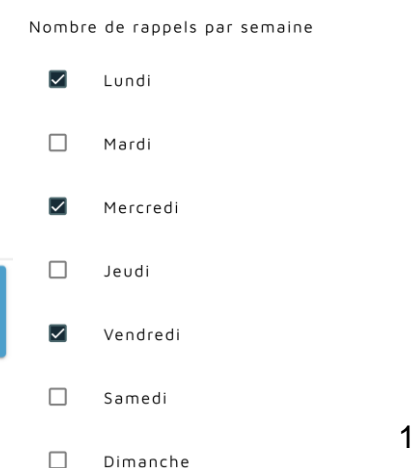 Nombre de rappels par semaine
Lundi
Mardi
Mercredi
Jeudi
Vendredi
Samedi
1
Dimanche